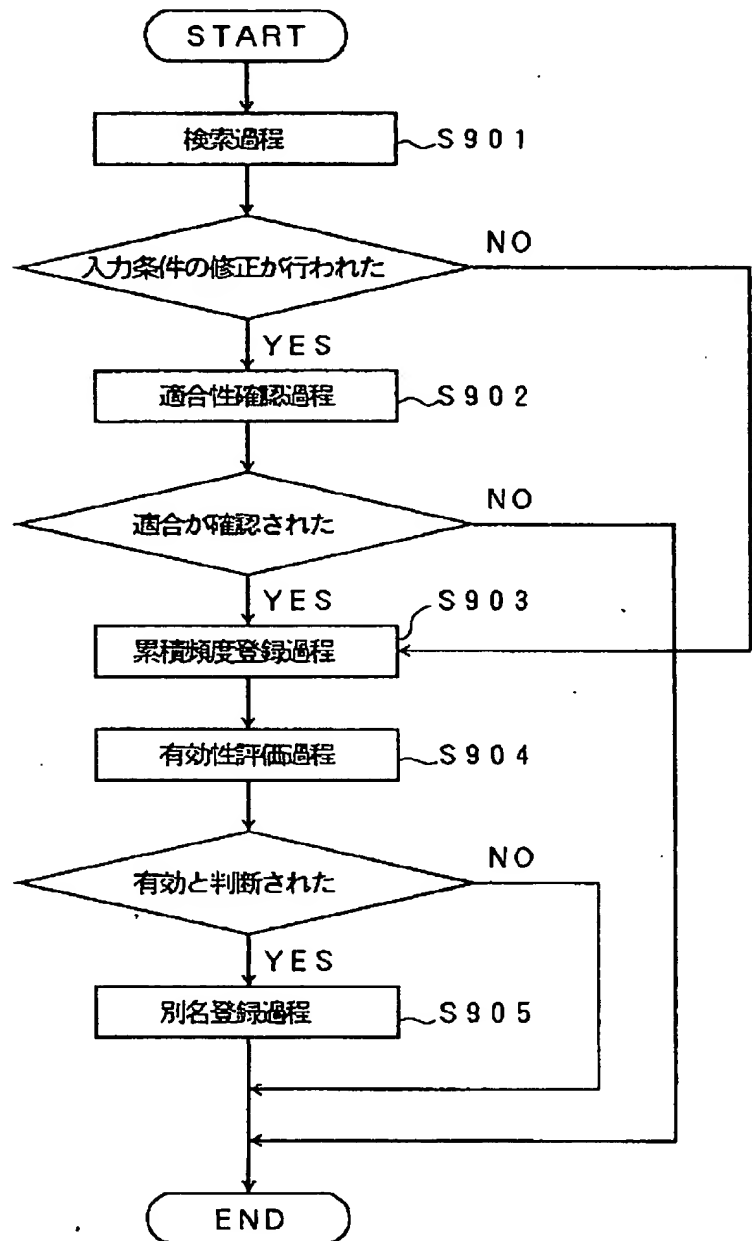 START
検索過程
S901
入力条件の修正が行われた
NO
YES
適合性確認過程
S902
適合が確認された
NO
YES
S903
累積頻度登録過程
有効性評価過程
S904
有効と判断された
NO
YES
別名登録過程
S905
END